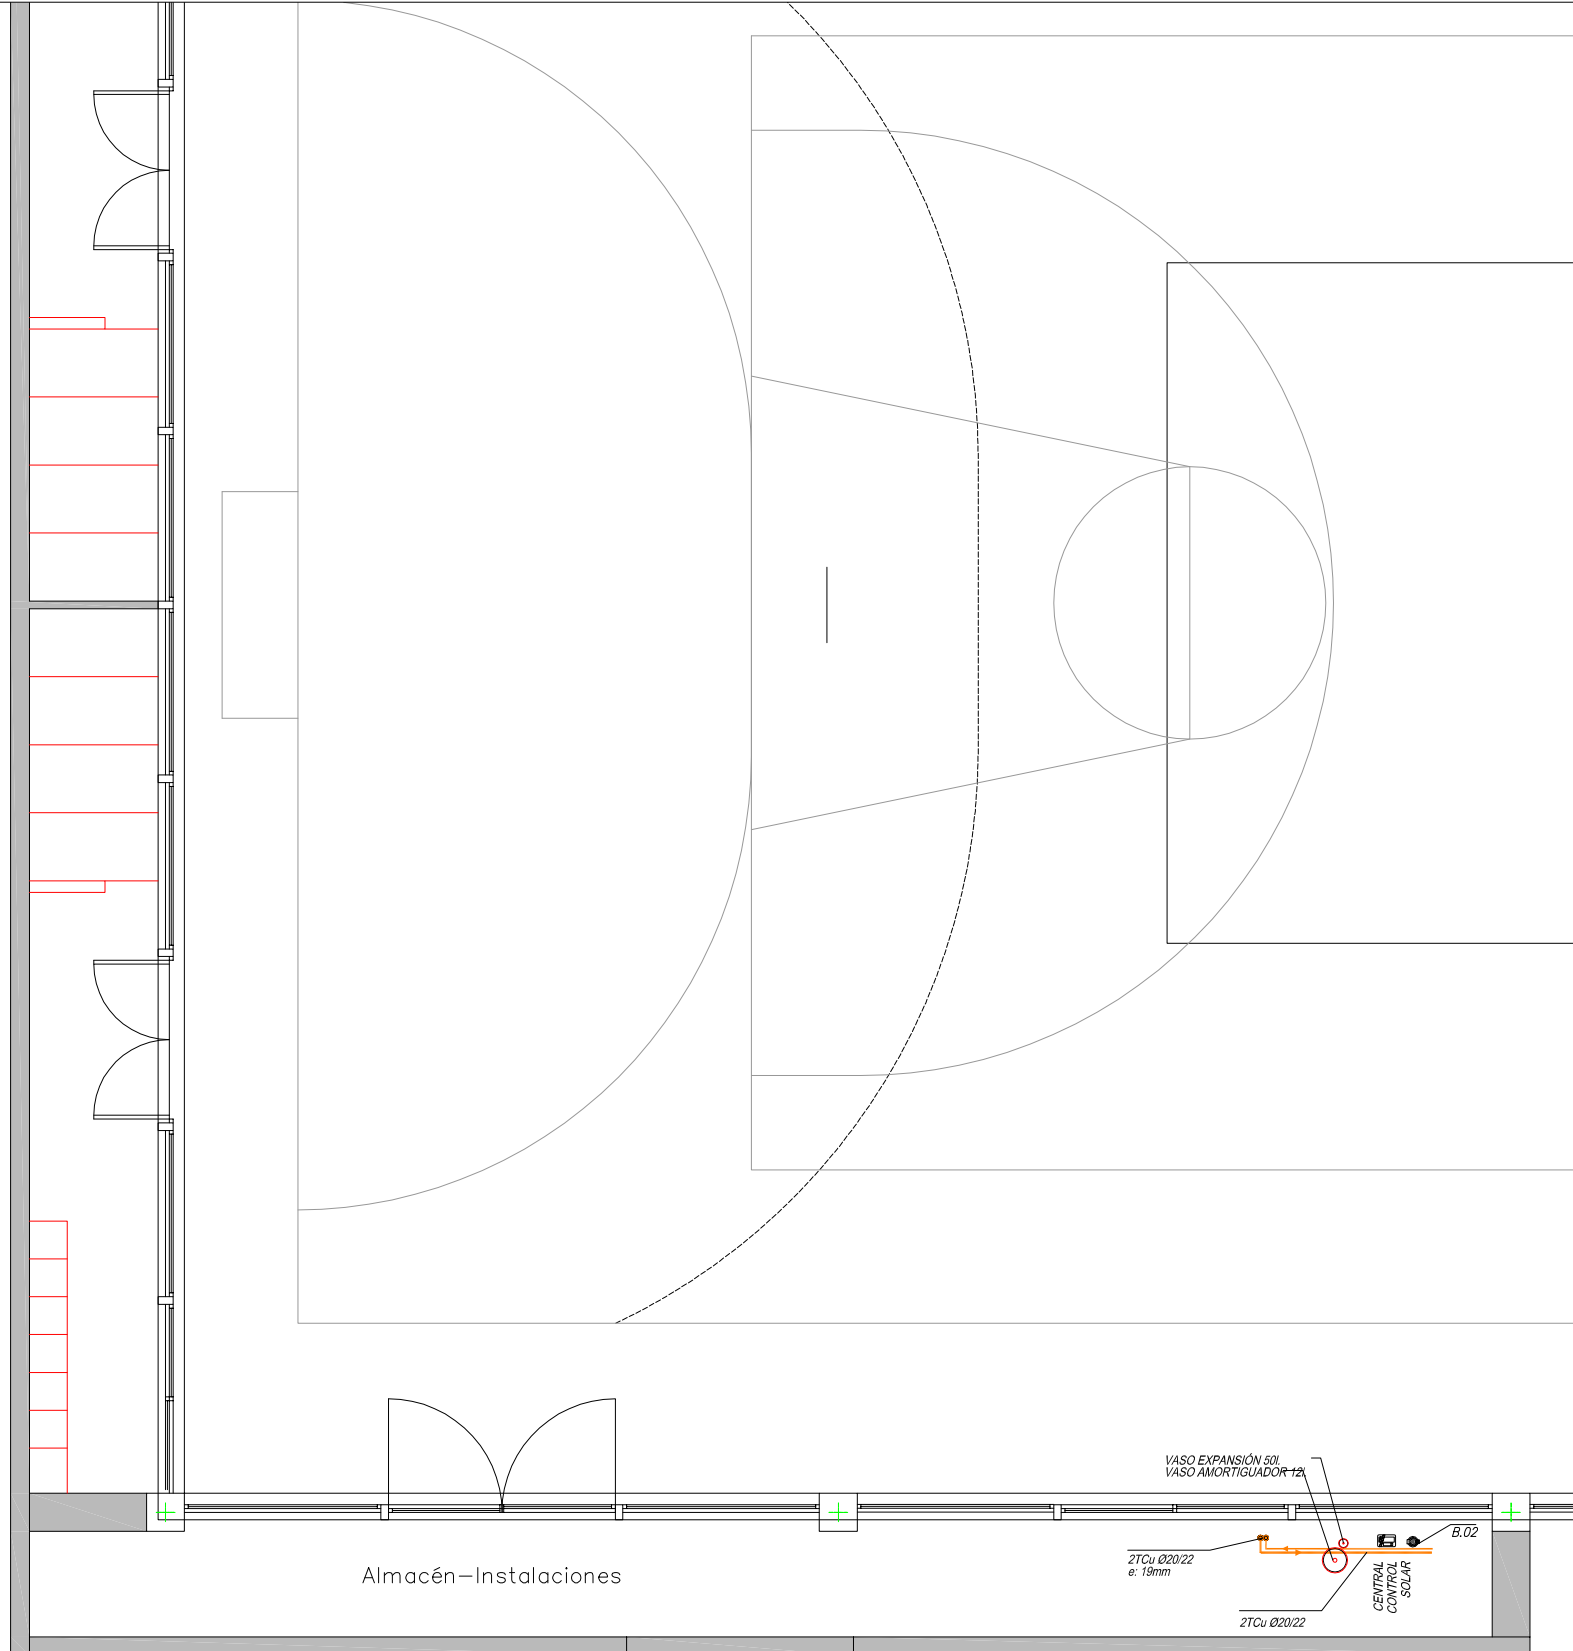 VASO EXPANSIÓN 50l.
VASO AMORTIGUADOR 12l.
B.02
2TCu Ø20/22
e: 19mm
CENTRAL
CONTROL
SOLAR
Almacén-Instalaciones
2TCu Ø20/22